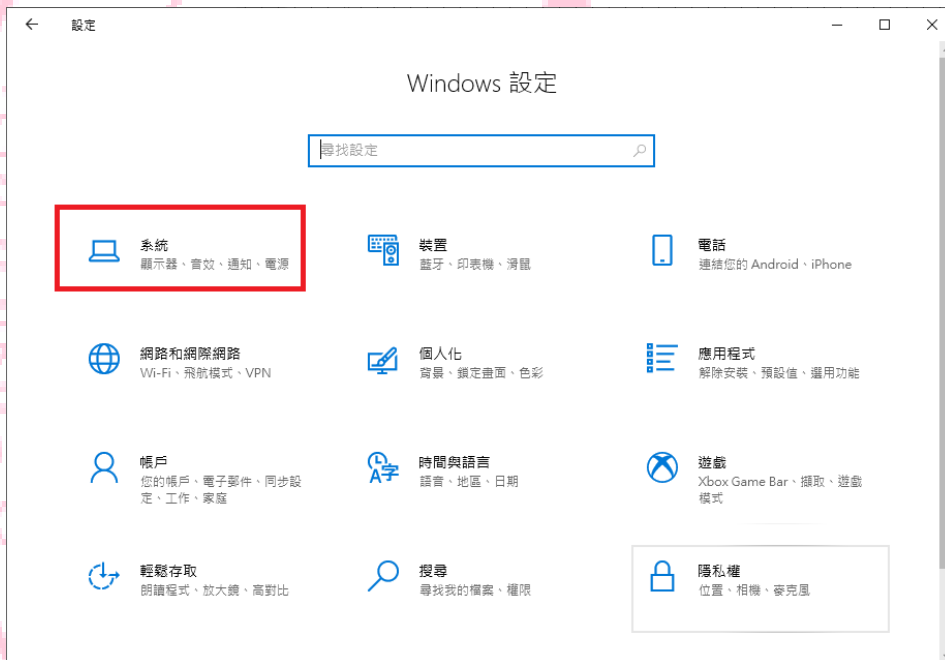 設定
Windows 設定
尋找設定
系統
顯示器、音效、通知、電源
裝置
藍牙、印表機、滑鼠
電話
連結您的 Android、iPhone
網路和網際網路
Wi-Fi、飛航模式、VPN
個人化
背景、鎖定畫面、色彩
應用程式
解除安裝、預設值、選用功能
帳戶
您的帳戶、電子郵件、同步設
定、工作、家庭
時間與語言
語音、地區、日期
遊戲
Xbox Game Bar、擷取、遊戲
模式
輕鬆存取
朗讀程式、放大鏡、高對比
搜尋
尋找我的檔案、權限
隱私權
位置、相機、麥克風